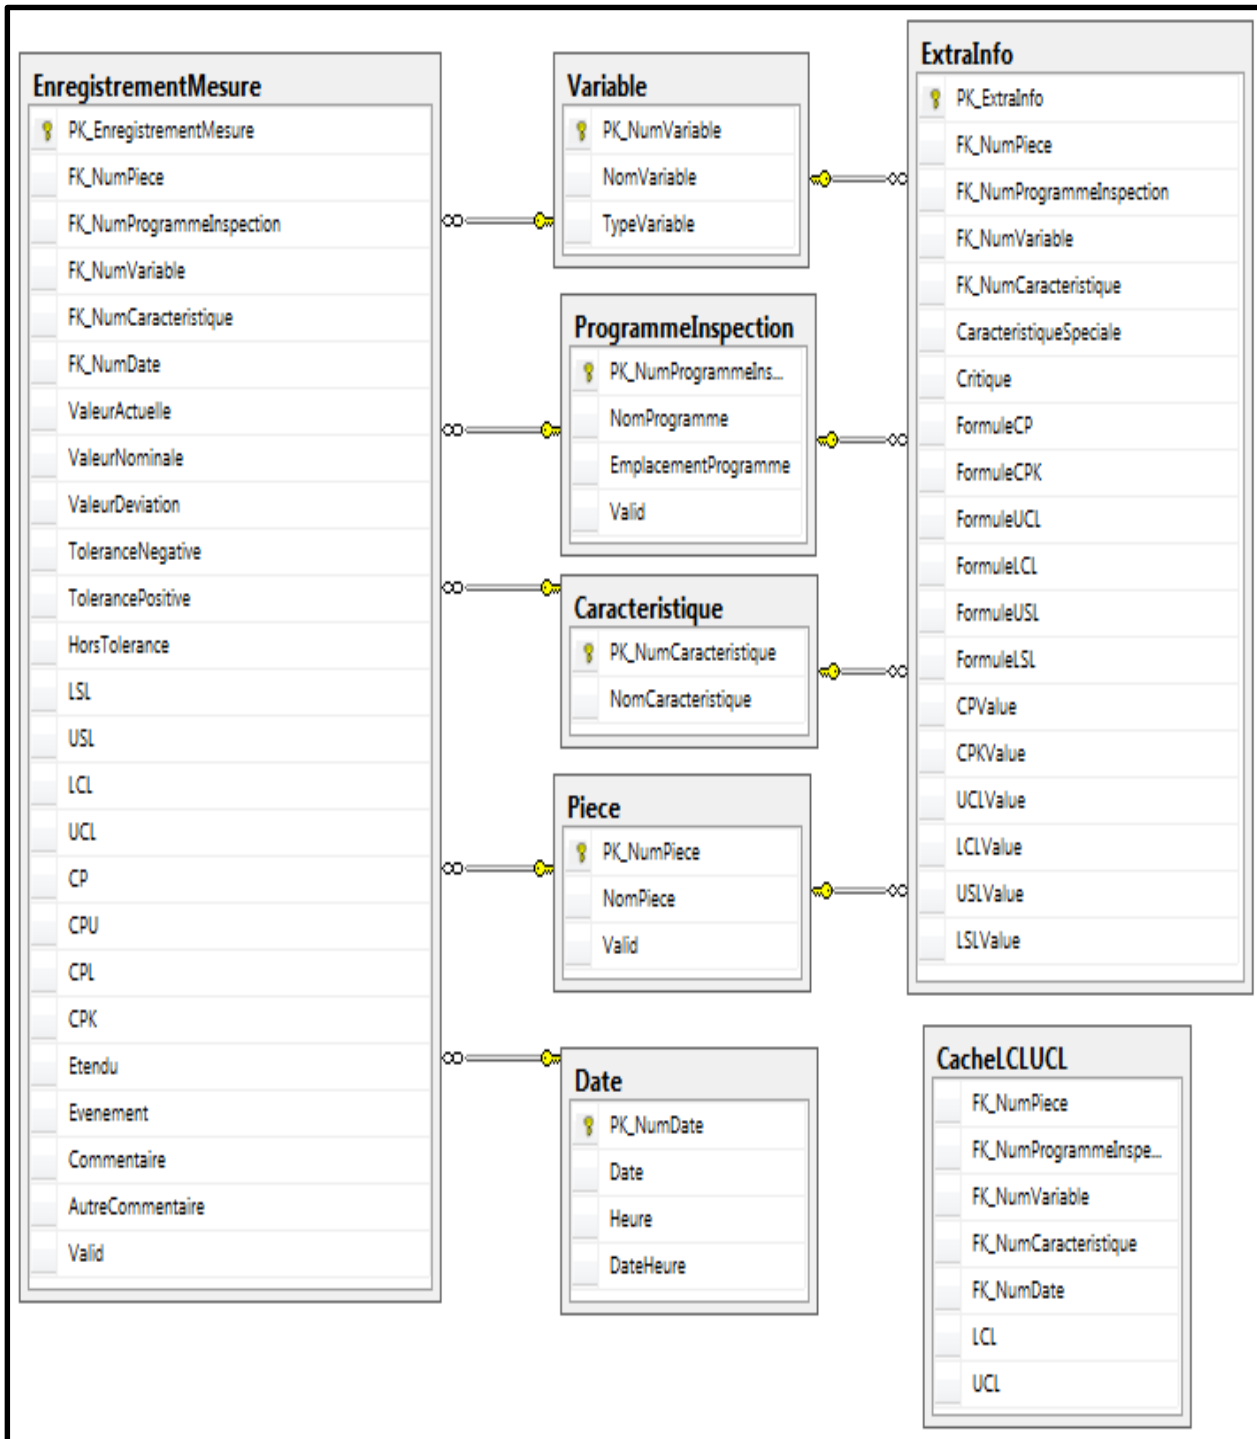 EnregistrementMesure
PK_EnregistrementMesure
FK_NumPiece
FK_NumProgrammeInspection
FK_NumVariable
FK_NumCaracteristique
FK_NumDate
ValeurActuelle
ValeurNominale
ValeurDeviation
ToleranceNegative
TolerancePositive
HorsTolerance
LSL
USL
LCL
UCL
CP
CPU
CPL
CPK
Etendu
Evenement
Commentaire
AutreCommentaire
Valid
Variable
PK_NumVariable
NomVariable
TypeVariable
ProgrammeInspection
PK_NumProgrammeIns...
NomProgramme
EmplacementProgramme
Valid
Caracteristique
PK_NumCaracteristique
NomCaracteristique
Piece
PK_NumPiece
NomPiece
Valid
Date
PK_NumDate
Date
Heure
DateHeure
ExtraInfo
PK_ExtraInfo
FK_NumPiece
FK_NumProgrammeInspection
FK_NumVariable
FK_NumCaracteristique
CaracteristiqueSpeciale
Critique
FormuleCP
FormuleCPK
FormuleUCL
FormuleLCL
FormuleUSL
FormuleLSL
CPValue
CPKValue
UCLValue
LCLValue
USLValue
LSLValue
CacheLCLUCL
FK_NumPiece
FK_NumProgrammeInspe...
FK_NumVariable
FK_NumCaracteristique
FK_NumDate
LCL
UCL